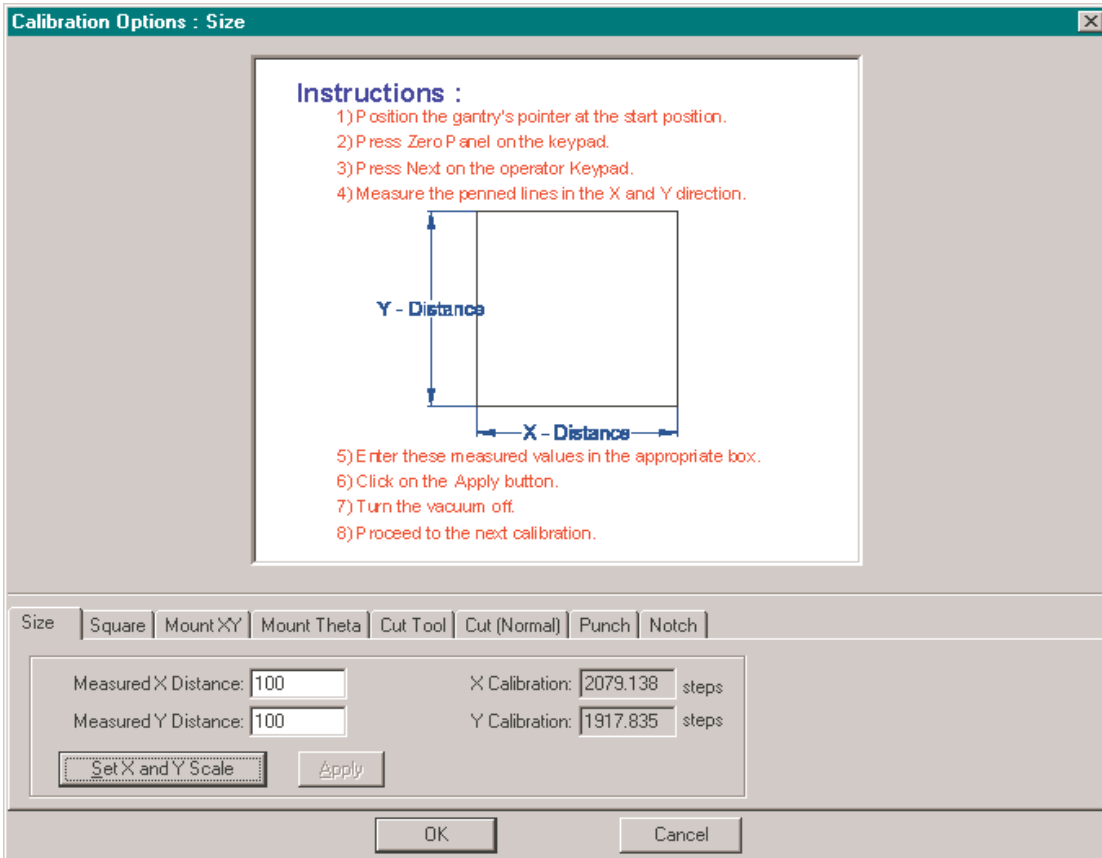 Calibration Options : Size
Instructions :
1) Position the gantry's pointer at the start position.
2) Press Zero Panel on the keypad.
3) Press Next on the operator Keypad.
4) Measure the penned lines in the X and Y direction.
Y - Distance
X - Distance
5) Enter these measured values in the appropriate box.
6) Click on the Apply button.
7) Turn the vacuum off.
8) Proceed to the next calibration.
Size Square Mount XY Mount Theta Cut Tool Cut (Normal) Punch Notch
Measured X Distance: 100 X Calibration: 2079.138 steps
Measured Y Distance: 100 Y Calibration: 1917.835 steps
Set X and Y Scale Apply
OK Cancel